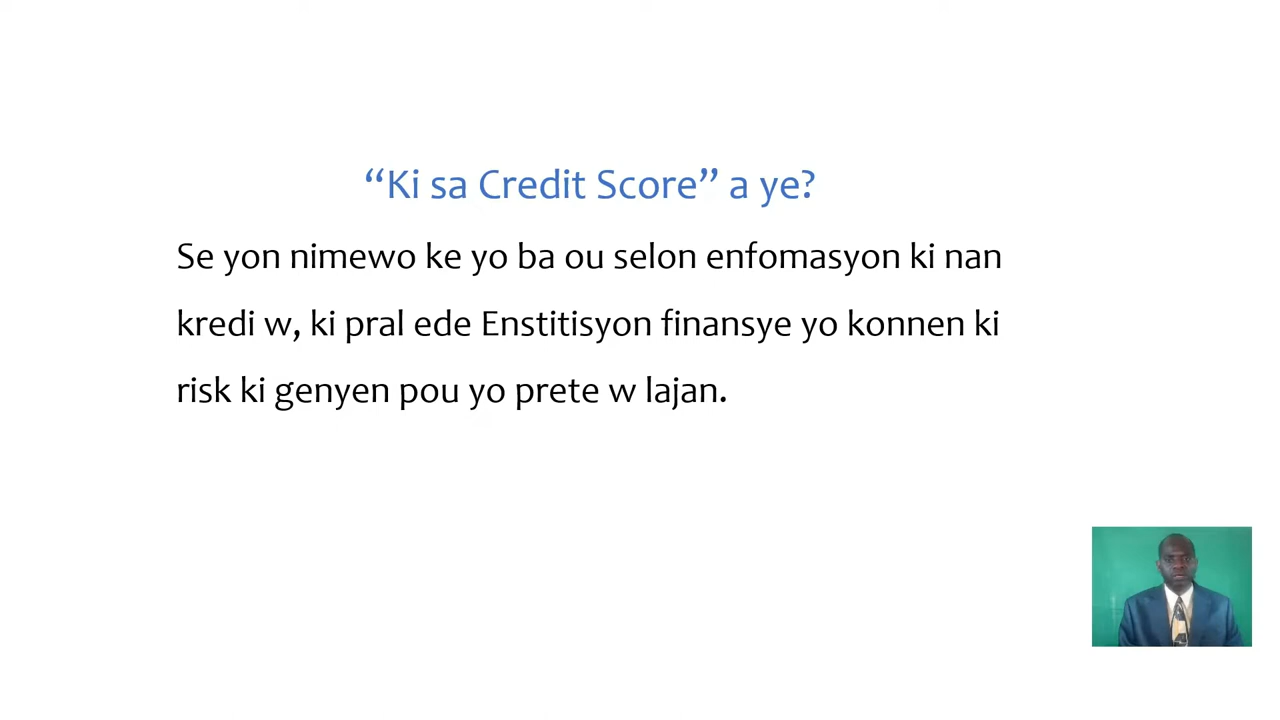 “Ki sa Credit Score” a ye?
Se yon nimewo ke yo ba ou selon enfomasyon ki nan
kredi w, ki pral ede Enstitisyon finansye yo konnen ki
risk ki genyen pou yo prete w lajan.